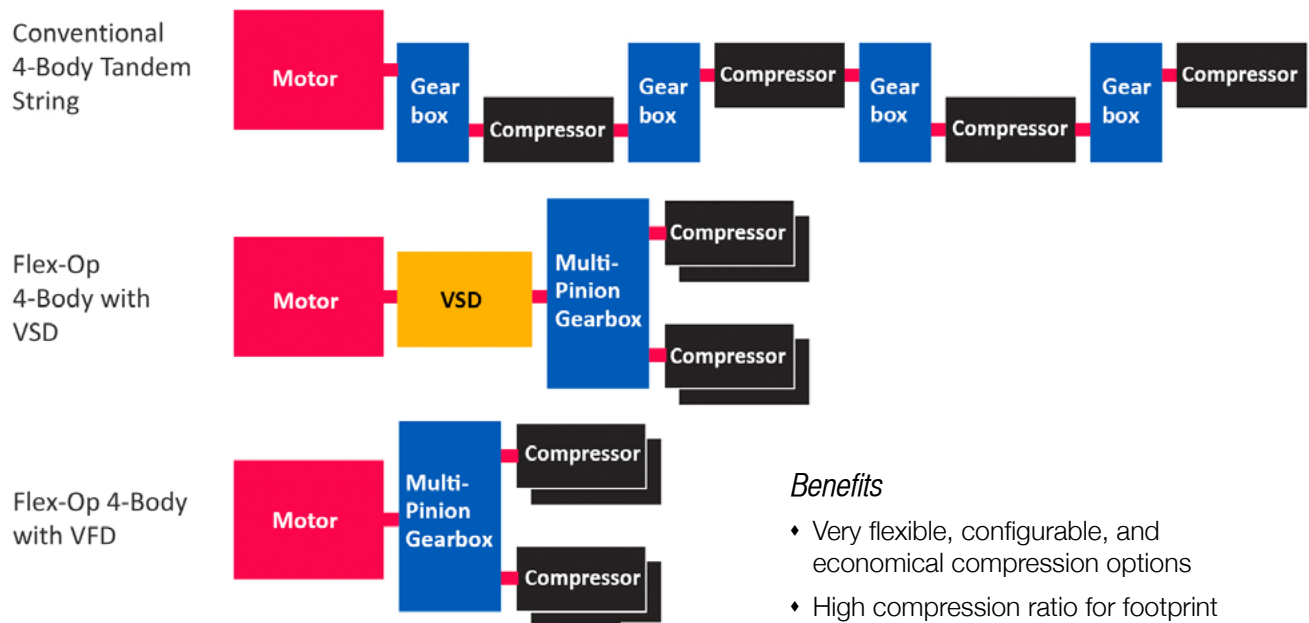 Conventional
4-Body Tandem
String
Motor
Gear
box
Compressor
Gear
box
Compressor
Gear
box
Compressor
Gear
box
Compressor
Flex-Op
4-Body with
VSD
Motor
VSD
Multi-
Pinion
Gearbox
Compressor
Compressor
Flex-Op 4-Body
with VFD
Motor
Multi-
Pinion
Gearbox
Compressor
Compressor
Benefits
♦ Very flexible, configurable, and
economical compression options
♦ High compression ratio for footprint